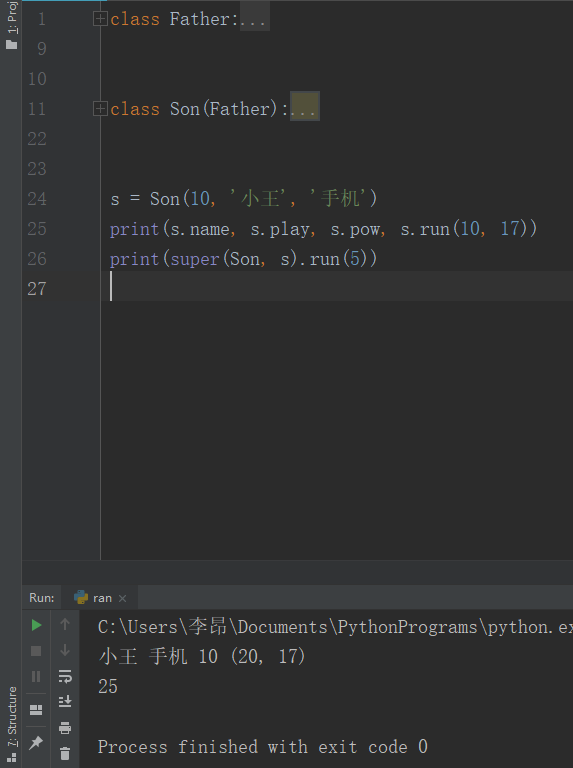 1: Proj
1 class Father:...
9
10
11 class Son(Father):...
22
23
24 s = Son(10, '小王', '手机')
25 print(s.name, s.play, s.pow, s.run(10, 17))
26 print(super(Son, s).run(5))
27
Run: ran
7: Structure
C:\Users\李昂\Documents\PythonPrograms\python.ex
小王 手机 10 (20, 17)
25
Process finished with exit code 0